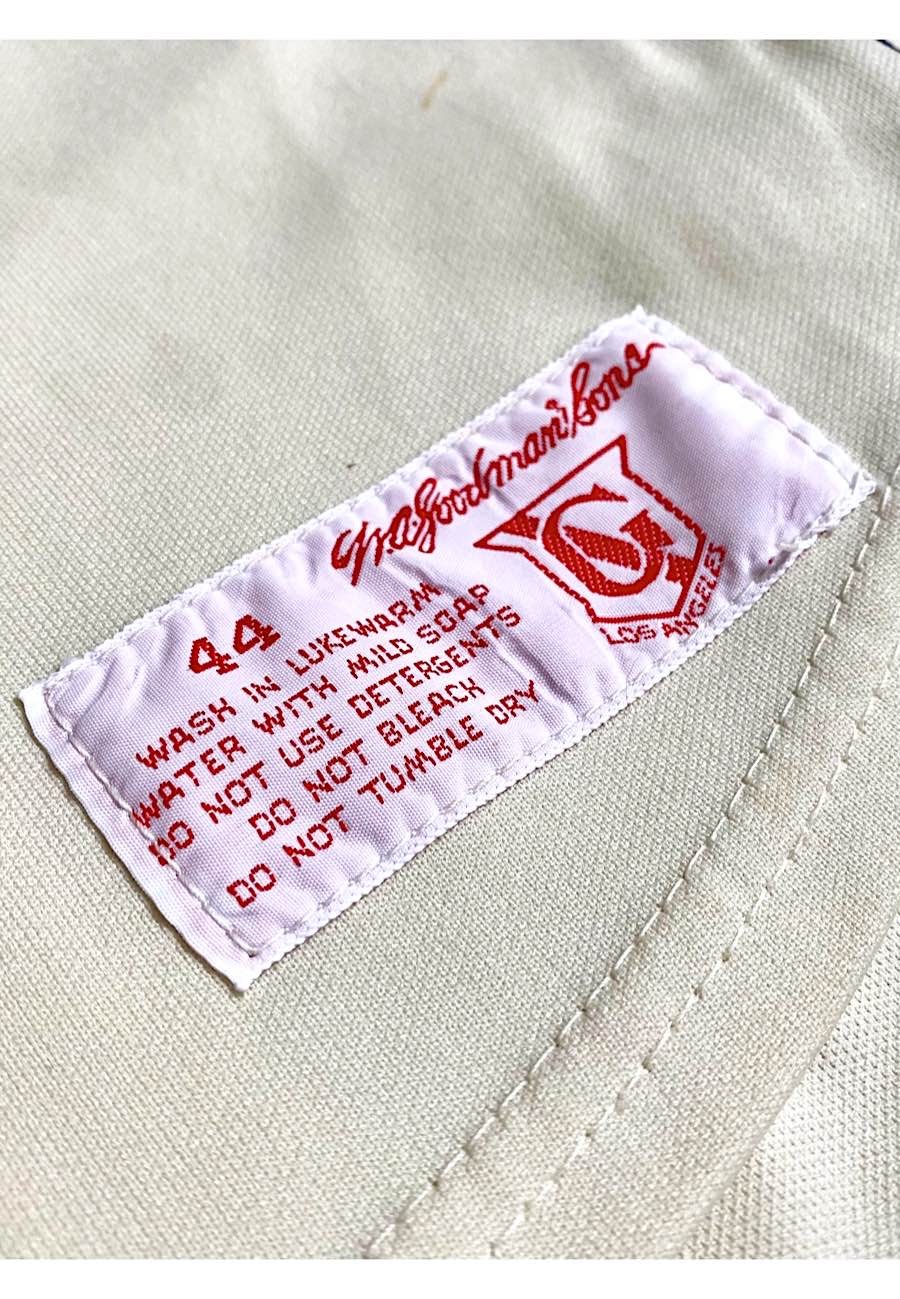 W.A. Goodman & Sons
G
LOS ANGELES
44
WASH IN LUKEWARM
WATER WITH MILD SOAP
DO NOT USE DETERGENTS
DO NOT BLEACH
DO NOT TUMBLE DRY